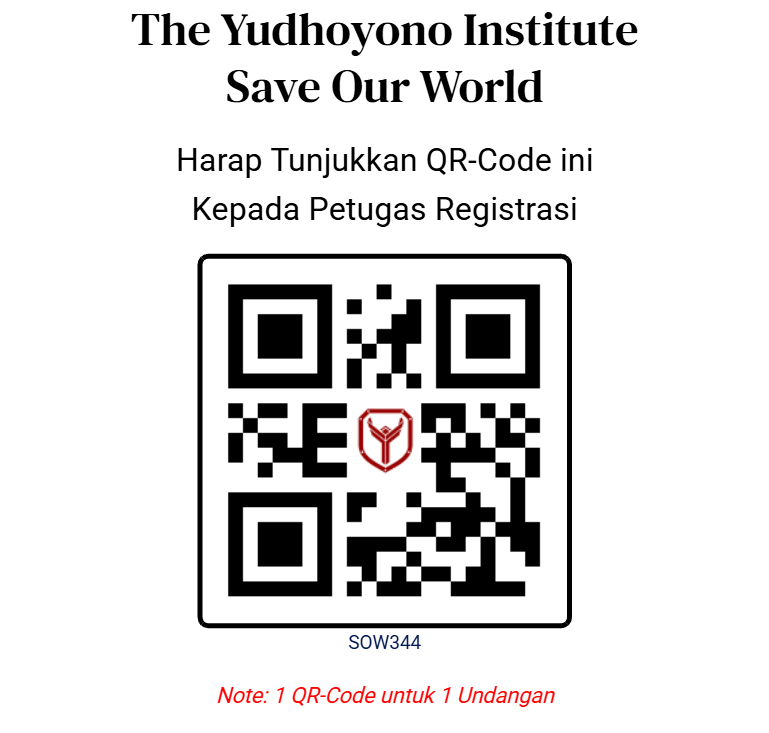 The Yudhoyono Institute
Save Our World
Harap Tunjukkan QR-Code ini
Kepada Petugas Registrasi
SOW344
Note: 1 QR-Code untuk 1 Undangan